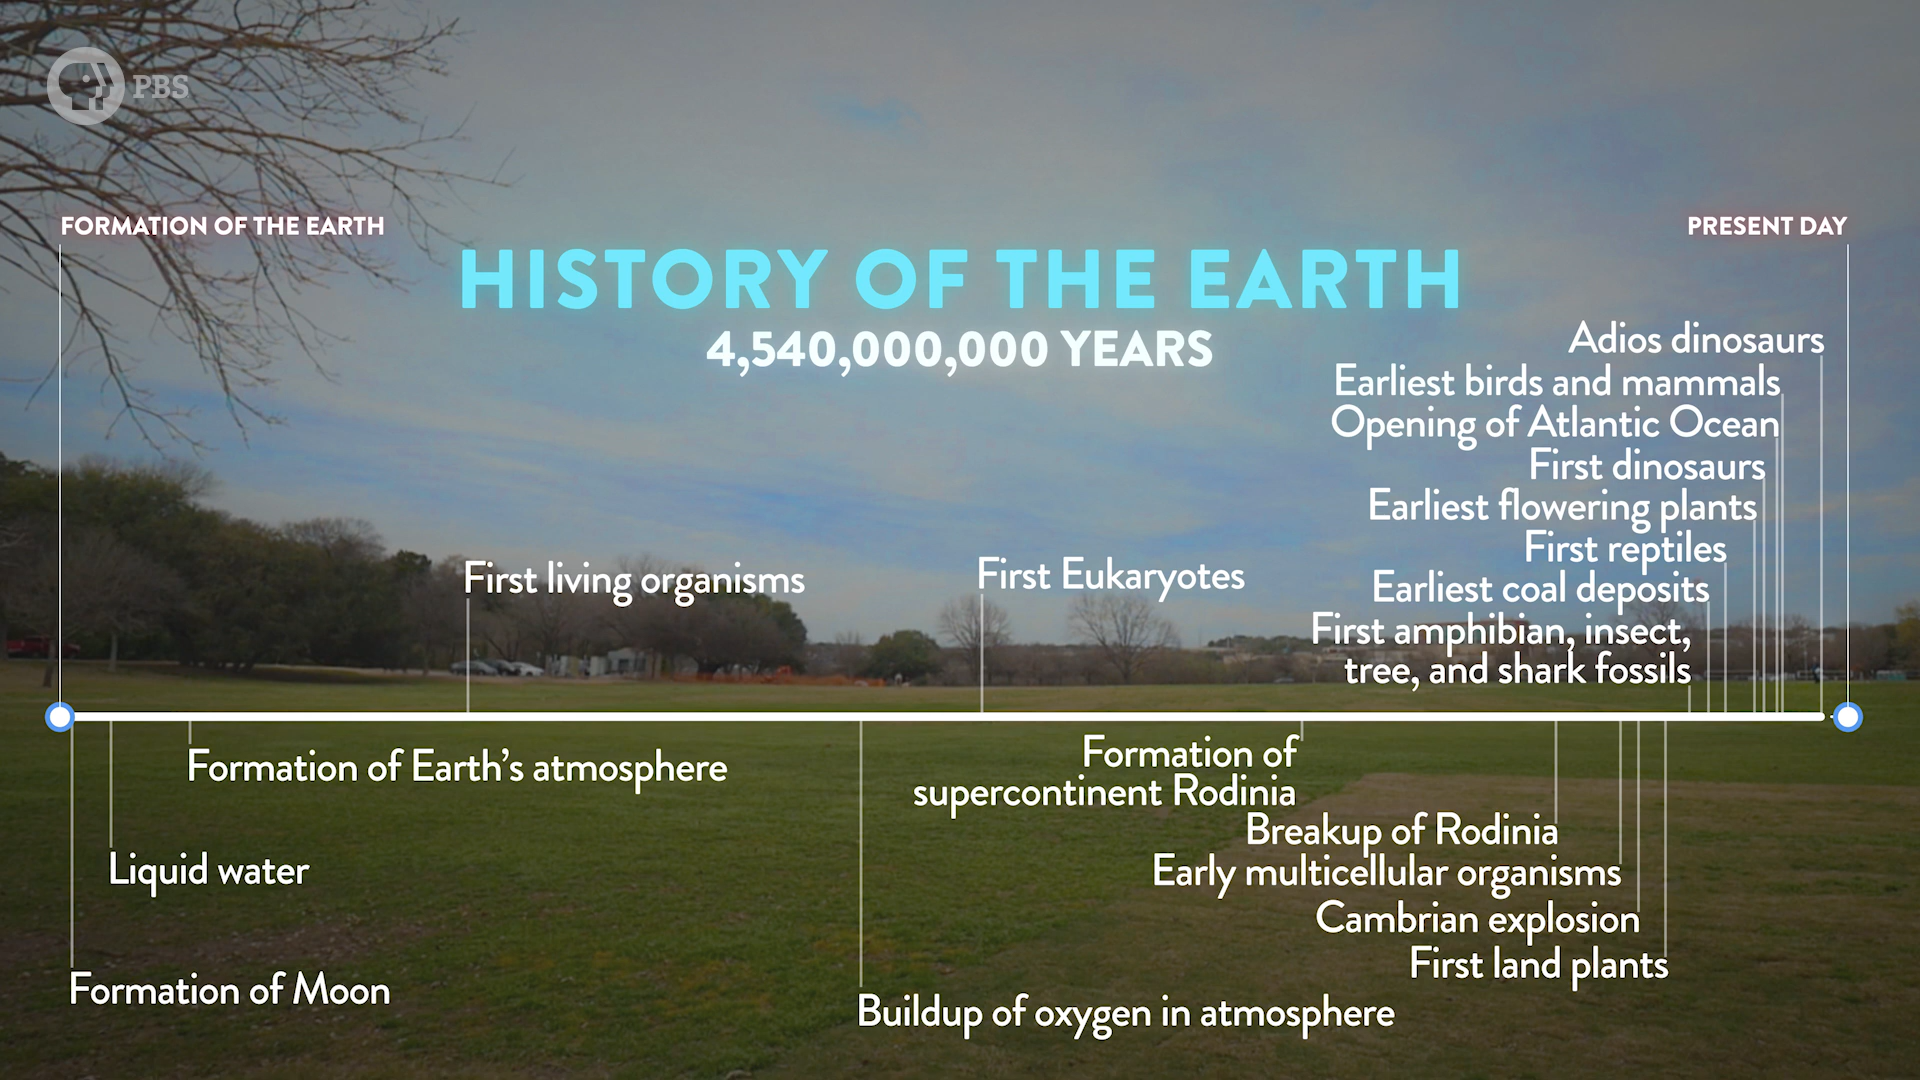 PBS
FORMATION OF THE EARTH
PRESENT DAY
HISTORY OF THE EARTH
4,540,000,000 YEARS
Adios dinosaurs
Earliest birds and mammals
Opening of Atlantic Ocean
First dinosaurs
Earliest flowering plants
First reptiles
Earliest coal deposits
First amphibian, insect,
tree, and shark fossils
First living organisms
First Eukaryotes
Formation of Earth's atmosphere
Liquid water
Formation of Moon
Formation of
supercontinent Rodinia
Breakup of Rodinia
Early multicellular organisms
Cambrian explosion
First land plants
Buildup of oxygen in atmosphere